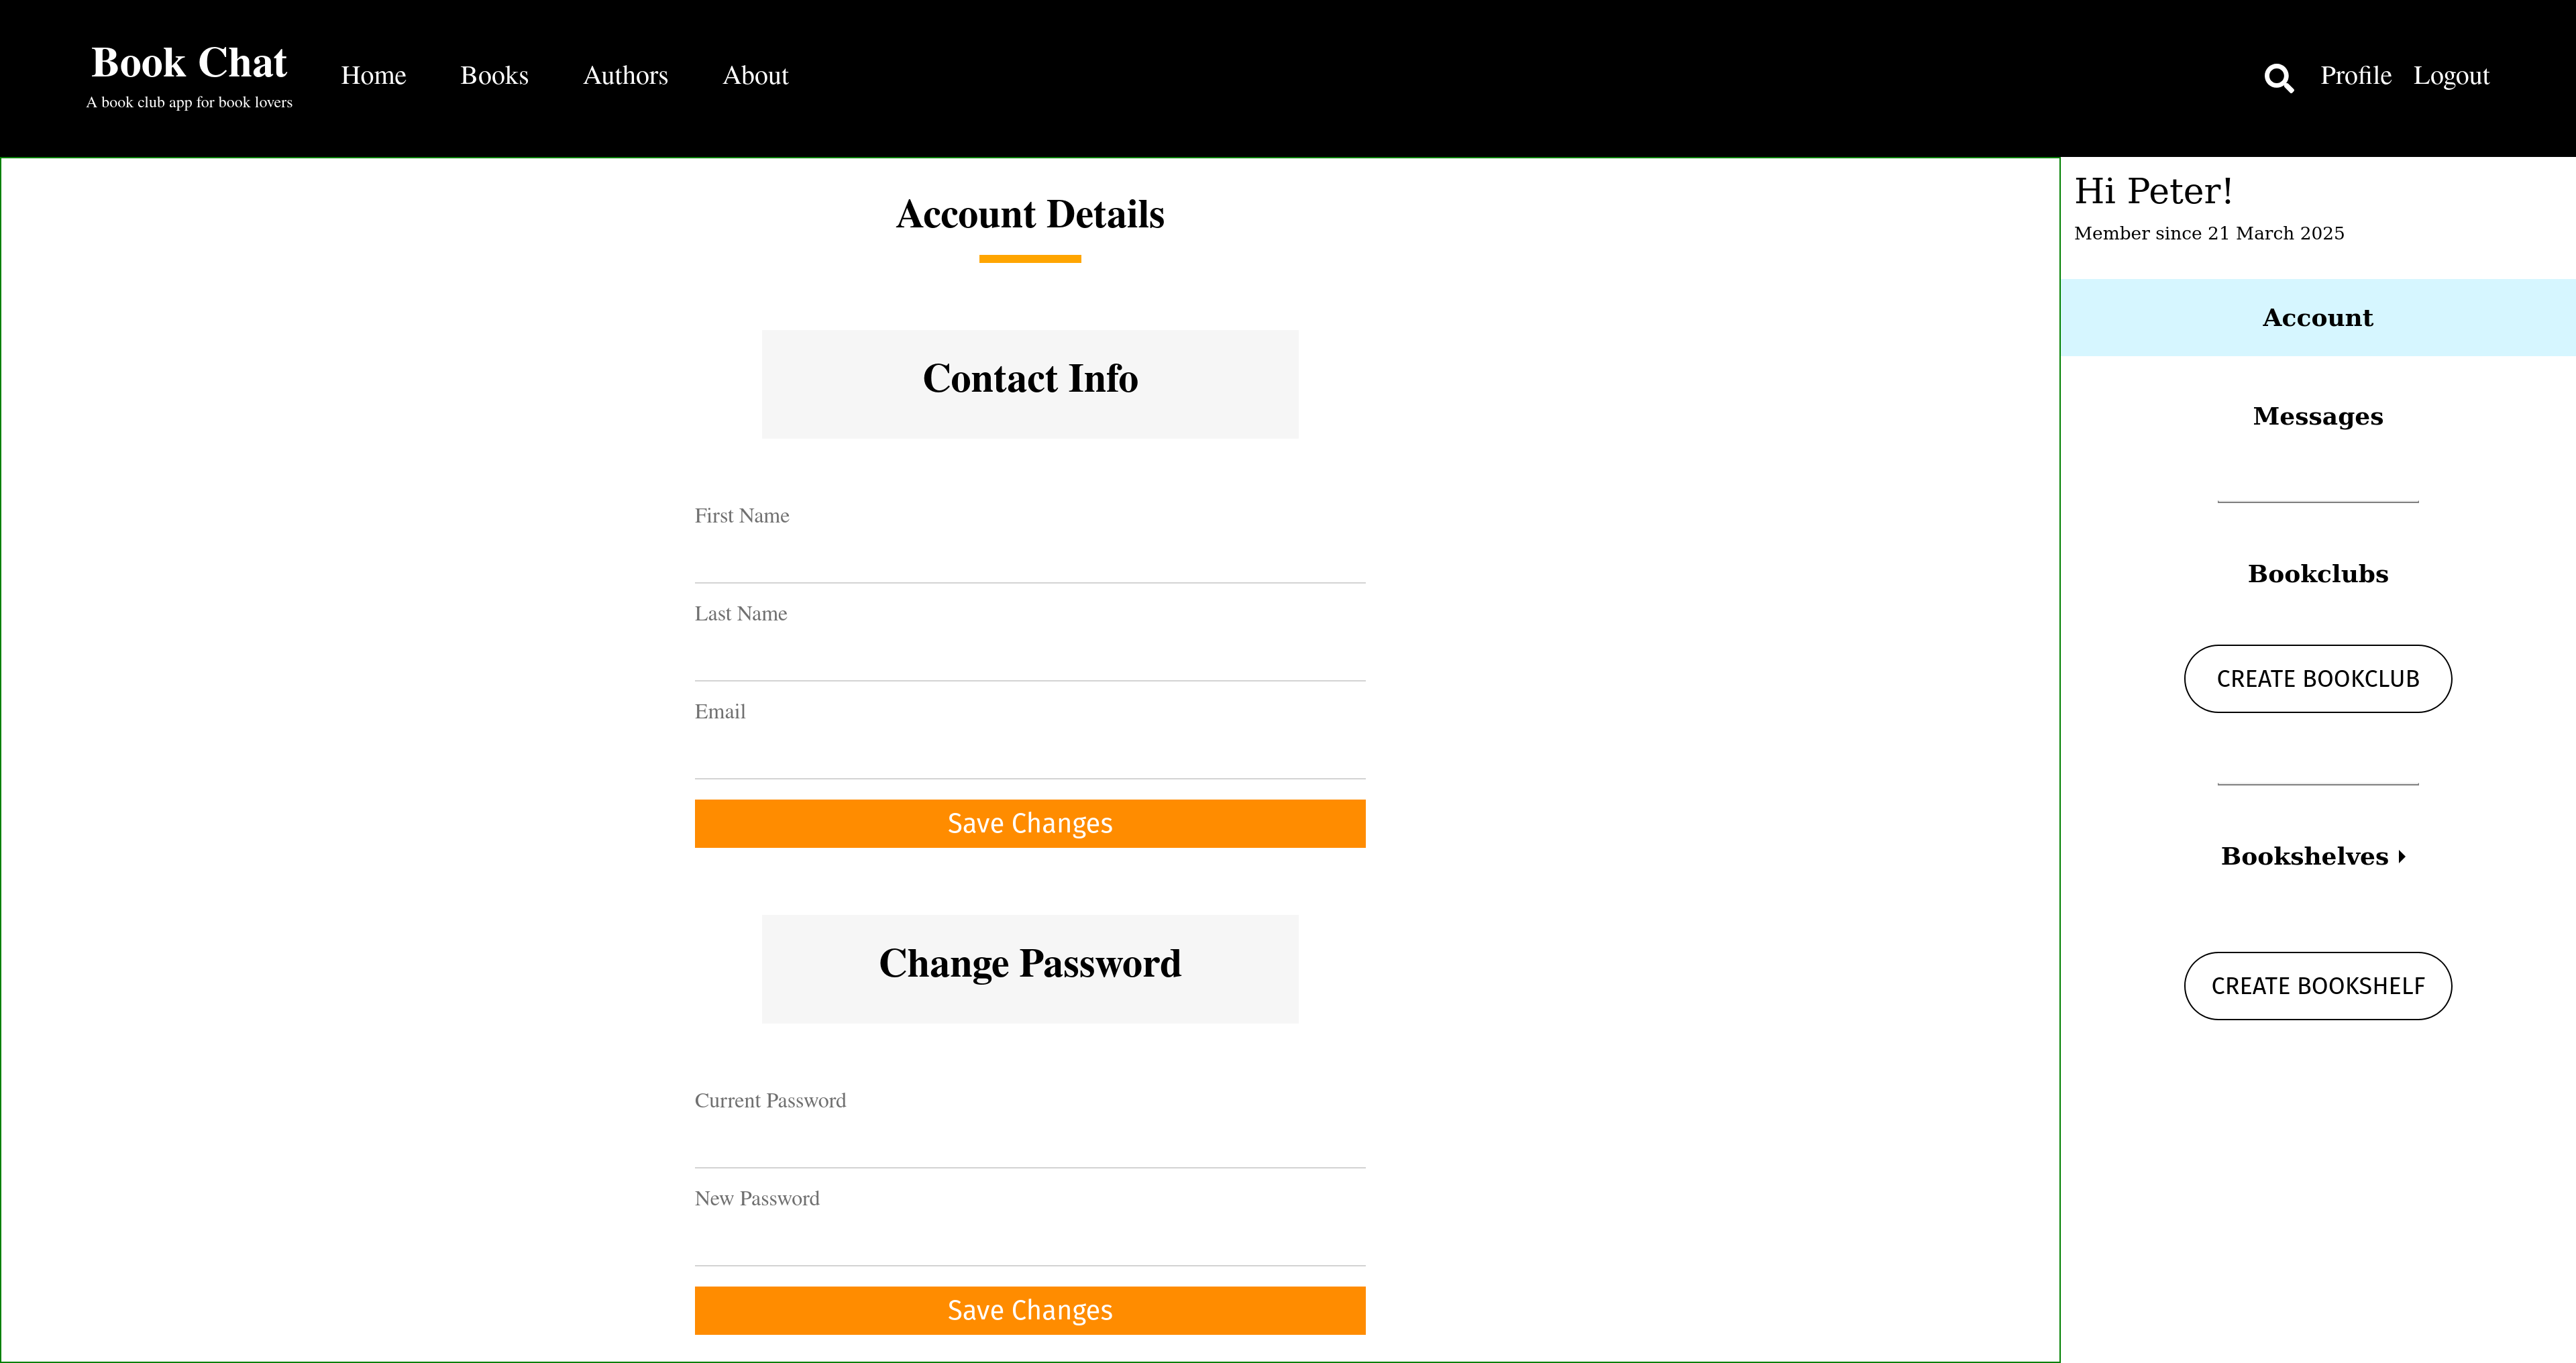 Book Chat
A book club app for book lovers
Home
Books
Authors
About
Profile
Logout
Account Details
Contact Info
First Name
Last Name
Email
Save Changes
Change Password
Current Password
New Password
Save Changes
Hi Peter!
Member since 21 March 2025
Account
Messages
Bookclubs
CREATE BOOKCLUB
Bookshelves
CREATE BOOKSHELF